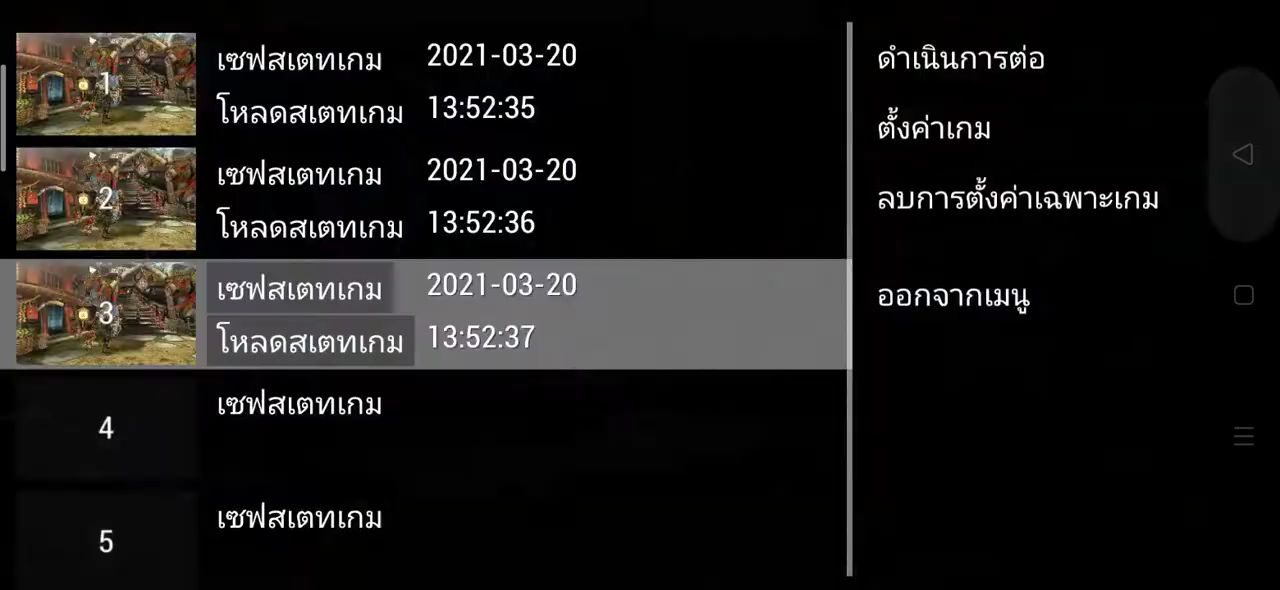 1
เซฟสเตทเกม 2021-03-20
โหลดสเตทเกม 13:52:35
2
เซฟสเตทเกม 2021-03-20
โหลดสเตทเกม 13:52:36
3
เซฟสเตทเกม 2021-03-20
โหลดสเตทเกม 13:52:37
4
เซฟสเตทเกม
5
เซฟสเตทเกม
ดำเนินการต่อ
ตั้งค่าเกม
ลบการตั้งค่าเฉพาะเกม
ออกจากเมนู